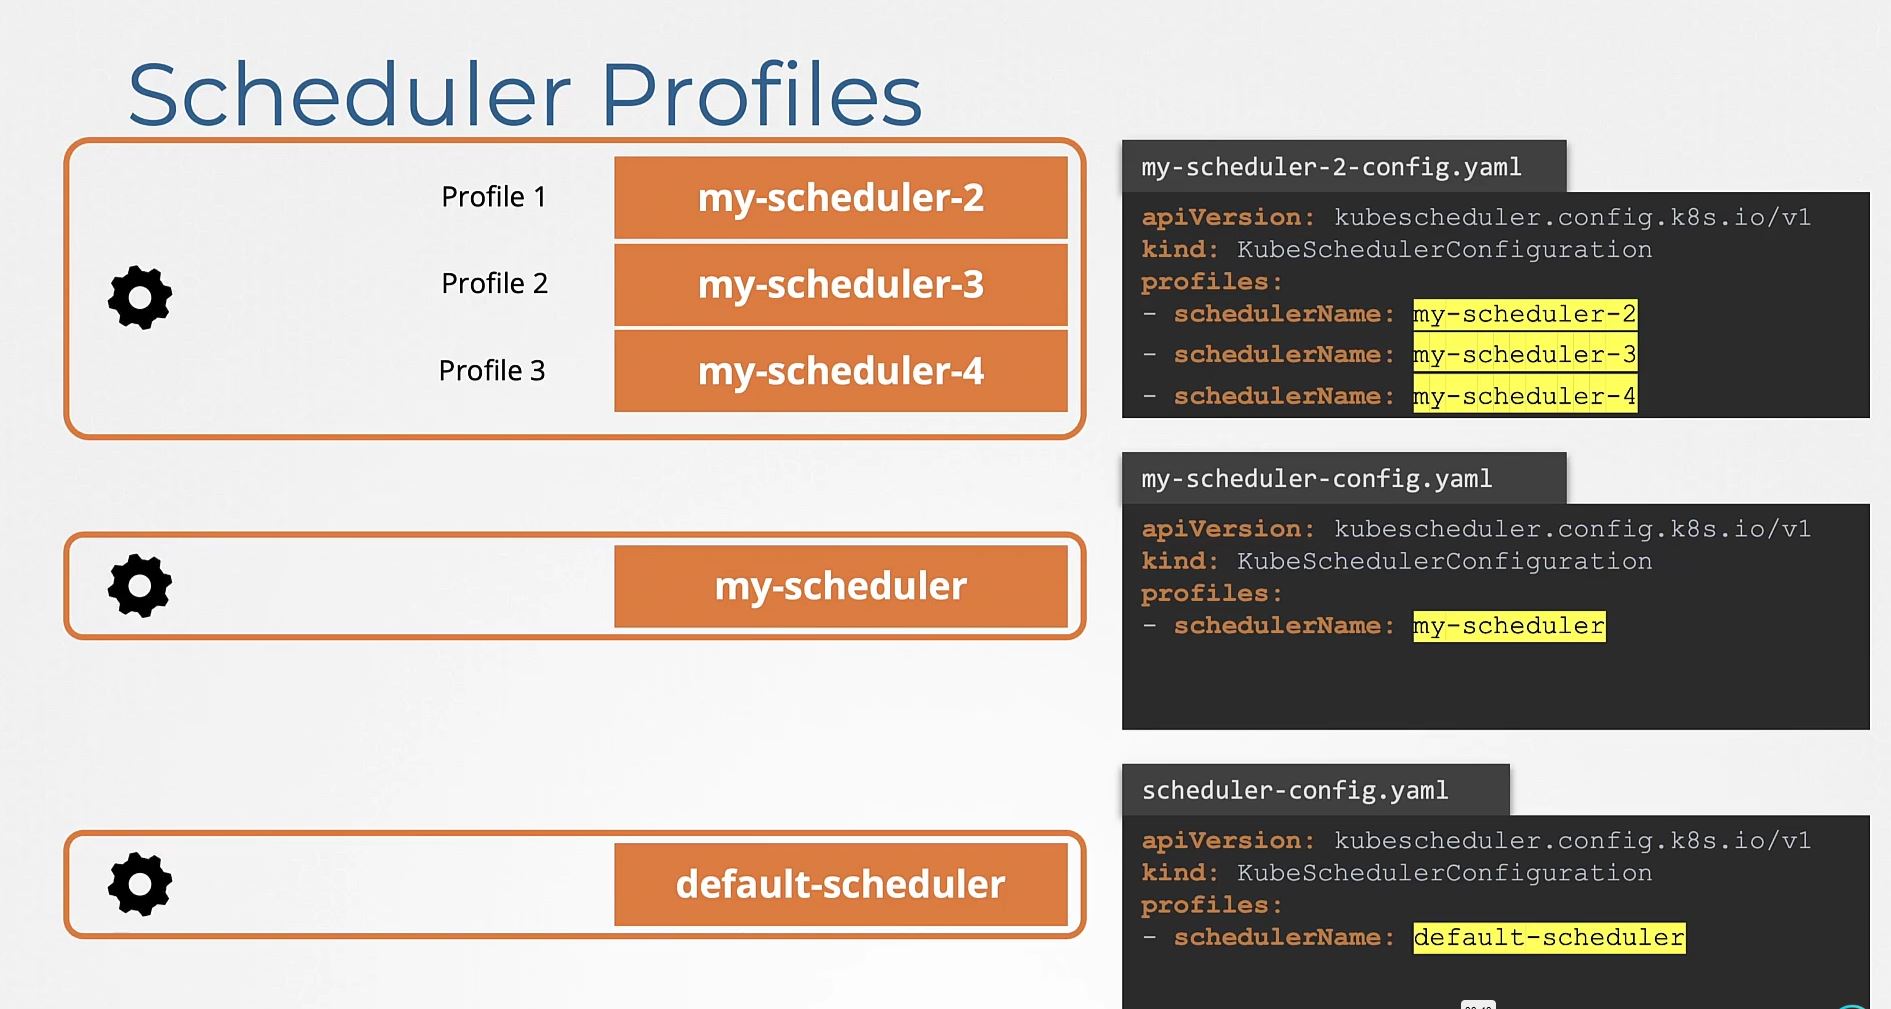 Scheduler Profiles
Profile 1
my-scheduler-2
Profile 2
my-scheduler-3
Profile 3
my-scheduler-4
my-scheduler-2-config.yaml
apiVersion: kubescheduler.config.k8s.io/v1
kind: KubeSchedulerConfiguration
profiles:
- schedulerName: my-scheduler-2
- schedulerName: my-scheduler-3
- schedulerName: my-scheduler-4
my-scheduler
my-scheduler-config.yaml
apiVersion: kubescheduler.config.k8s.io/v1
kind: KubeSchedulerConfiguration
profiles:
- schedulerName: my-scheduler
default-scheduler
scheduler-config.yaml
apiVersion: kubescheduler.config.k8s.io/v1
kind: KubeSchedulerConfiguration
profiles:
- schedulerName: default-scheduler